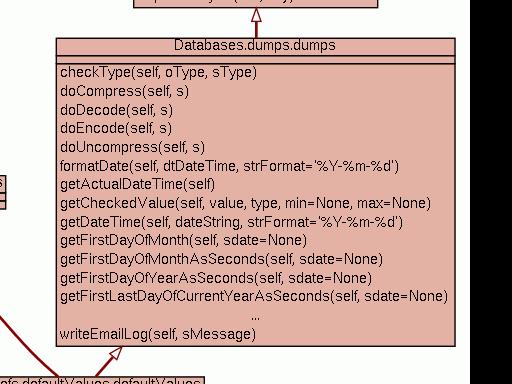 Databases.dumps.dumps
checkType(self, oType, sType)
doCompress(self, s)
doDecode(self, s)
doEncode(self, s)
doUncompress(self, s)
formatDate(self, dtDateTime, strFormat='%Y-%m-%d')
getActualDateTime(self)
getCheckedValue(self, value, type, min=None, max=None)
getDateTime(self, dateString, strFormat='%Y-%m-%d')
getFirstDayOfMonth(self, sdate=None)
getFirstDayOfMonthAsSeconds(self, sdate=None)
getFirstDayOfYearAsSeconds(self, sdate=None)
getFirstLastDayOfCurrentYearAsSeconds(self, sdate=None)
...
writeEmailLog(self, sMessage)
efs.defaultValues.defaultValues